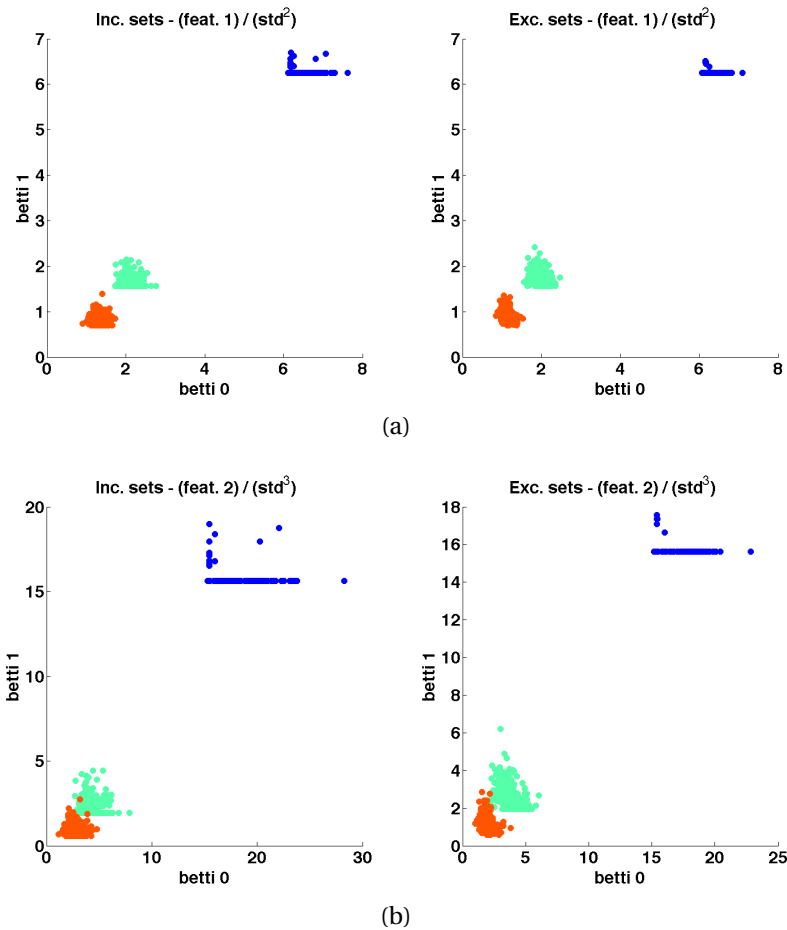 Inc. sets - (feat. 1) / (std²)
7
6
5
4
3
2
1
0
betti 1
0 2 4 6 8
betti 0
Exc. sets - (feat. 1) / (std²)
7
6
5
4
3
2
1
0
betti 1
0 2 4 6 8
betti 0
(a)
Inc. sets - (feat. 2) / (std³)
20
15
10
5
0
betti 1
0 10 20 30
betti 0
Exc. sets - (feat. 2) / (std³)
18
16
14
12
10
8
6
4
2
0
betti 1
0 5 10 15 20 25
betti 0
(b)